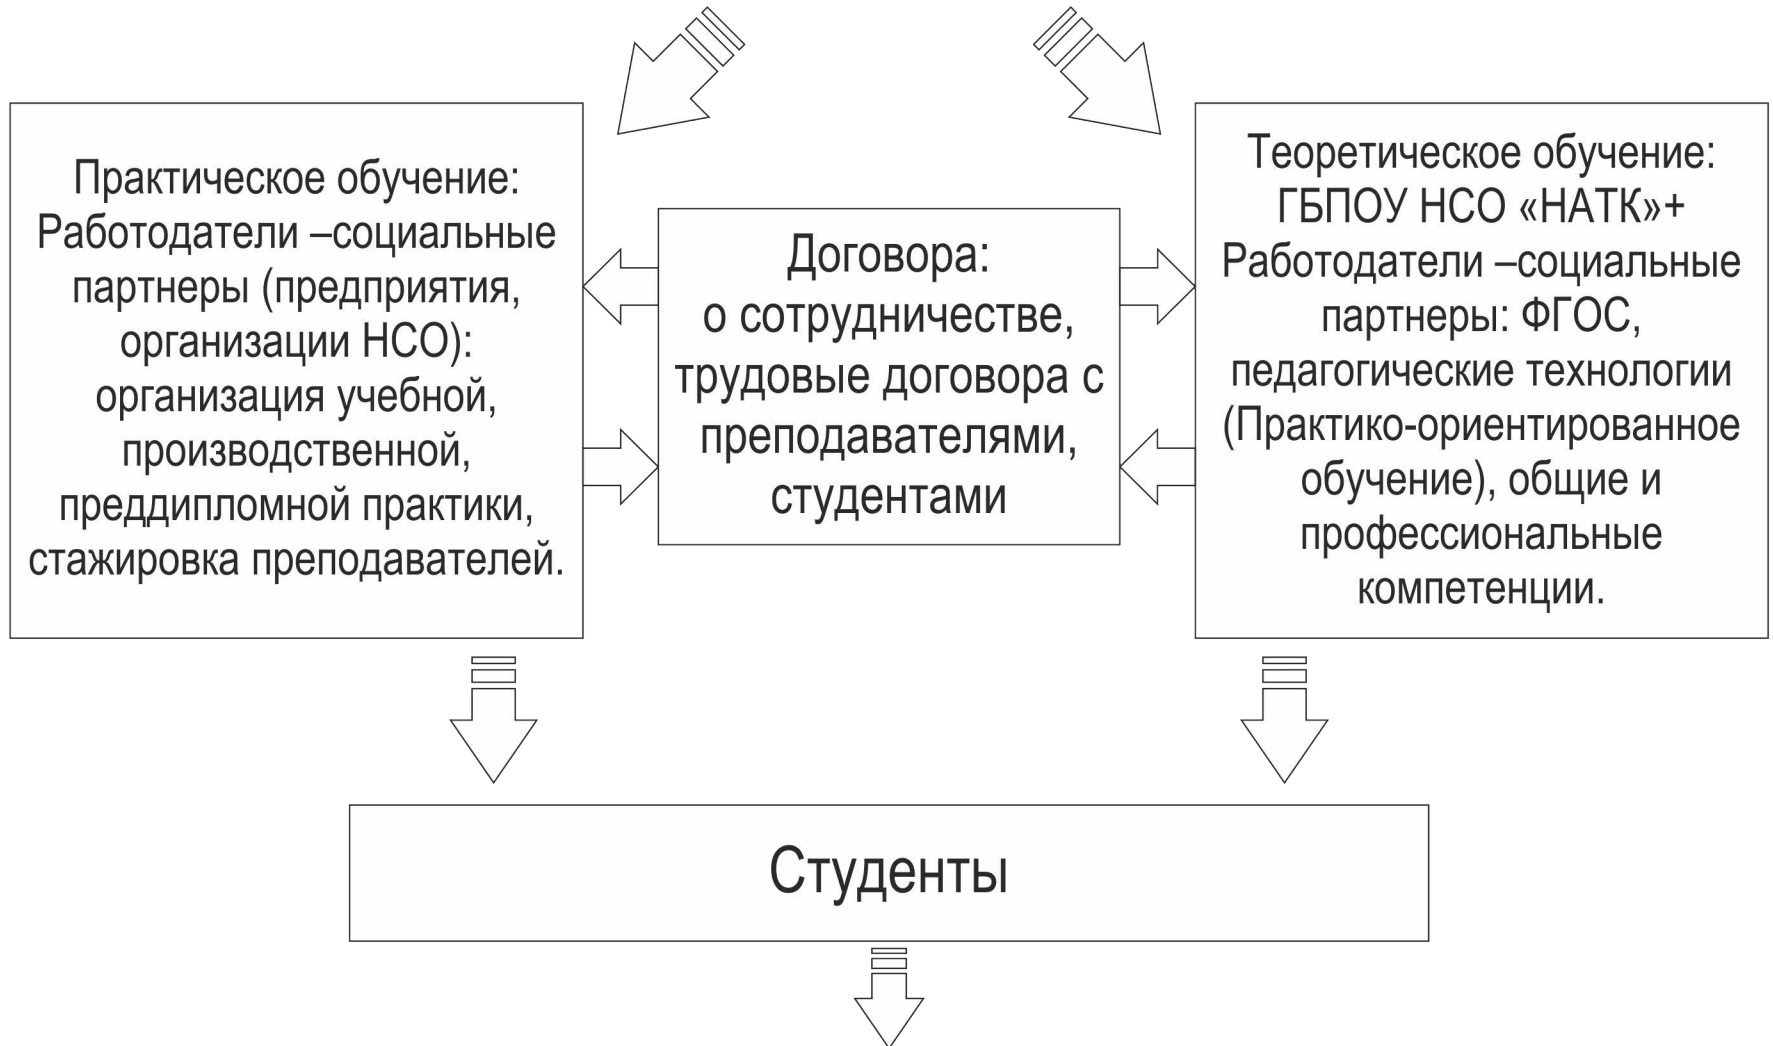 Практическое обучение:
Работодатели –социальные
партнеры (предприятия,
организации НСО):
организация учебной,
производственной,
преддипломной практики,
стажировка преподавателей.
Договора:
о сотрудничестве,
трудовые договора с
преподавателями,
студентами
Теоретическое обучение:
ГБПОУ НСО «НАТК»+
Работодатели –социальные
партнеры: ФГОС,
педагогические технологии
(Практико-ориентированное
обучение), общие и
профессиональные
компетенции.
Студенты